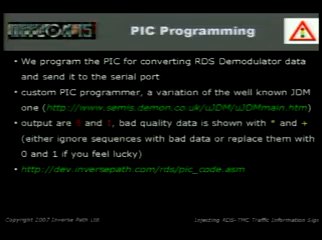 PIC Programming
• We program the PIC for converting RDS Demodulator data
and send it to the serial port
• custom PIC programmer, a variation of the well known JDM
one (http://www.semis.demon.co.uk/uJDM/uJDMmain.htm)
• output are 0 and 1, bad quality data is shown with * and +
(either ignore sequences with bad data or replace them with
0 and 1 if you feel lucky)
• http://dev.inversepath.com/rds/pic_code.asm
Copyright 2007 Inverse Path Ltd
Injecting RDS-TMC Traffic Information Sign